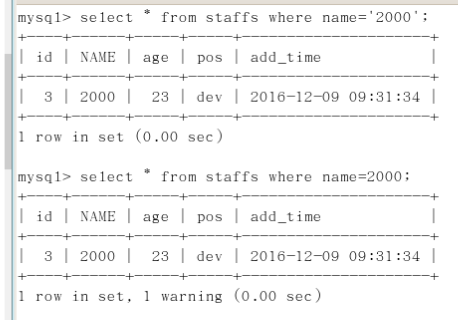 mysql> select * from staffs where name='2000';
+----+------+-----+-----+---------------------+
| id | NAME | age | pos | add_time            |
+----+------+-----+-----+---------------------+
|  3 | 2000 |  23 | dev | 2016-12-09 09:31:34 |
+----+------+-----+-----+---------------------+
1 row in set (0.00 sec)
mysql> select * from staffs where name=2000;
+----+------+-----+-----+---------------------+
| id | NAME | age | pos | add_time            |
+----+------+-----+-----+---------------------+
|  3 | 2000 |  23 | dev | 2016-12-09 09:31:34 |
+----+------+-----+-----+---------------------+
1 row in set, 1 warning (0.00 sec)